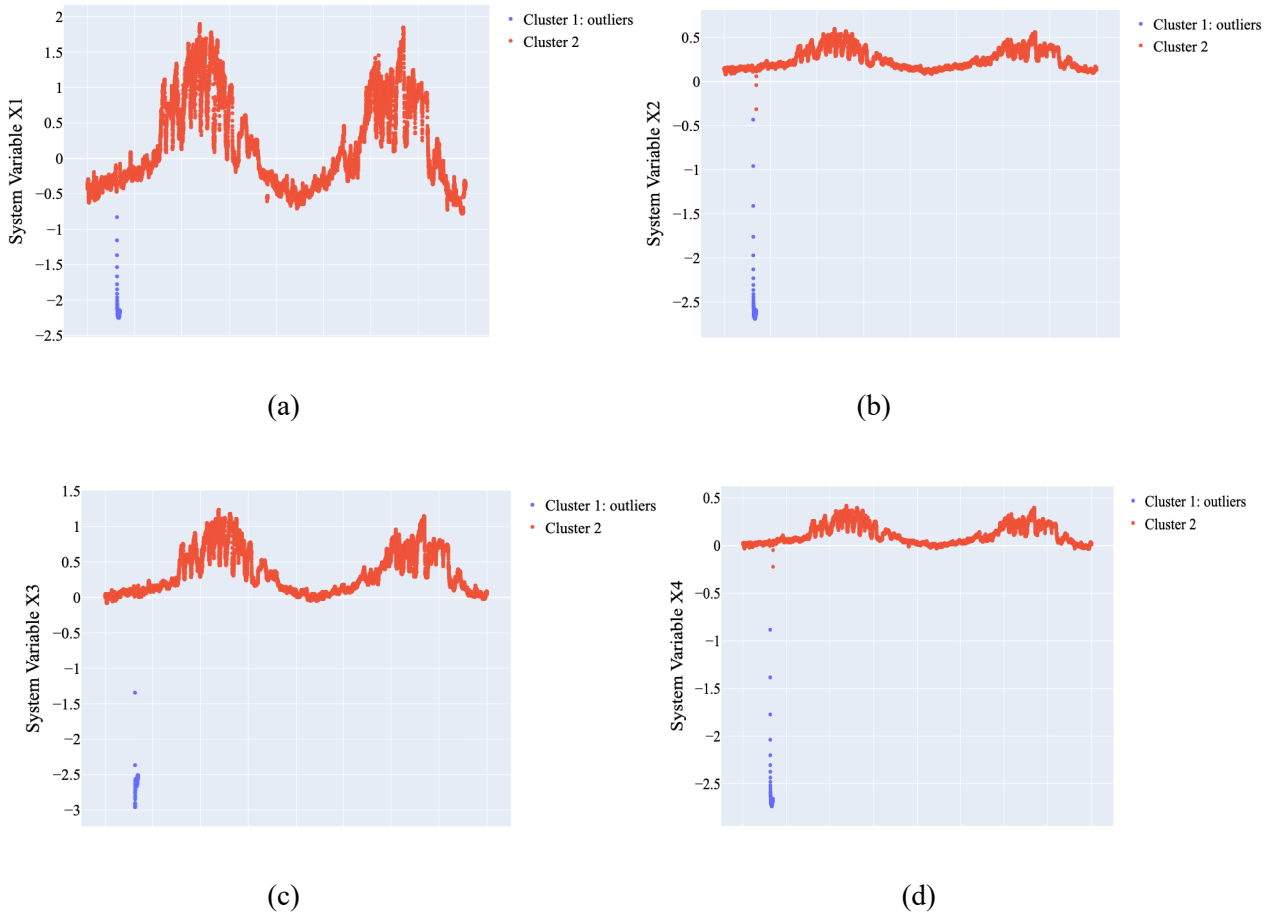 Cluster 1: outliers
Cluster 2
System Variable X1
2
1.5
1
0.5
0
−0.5
−1
−1.5
−2
−2.5
(a)
Cluster 1: outliers
Cluster 2
System Variable X2
0.5
0
−0.5
−1
−1.5
−2
−2.5
(b)
Cluster 1: outliers
Cluster 2
System Variable X3
1.5
1
0.5
0
−0.5
−1
−1.5
−2
−2.5
−3
(c)
Cluster 1: outliers
Cluster 2
System Variable X4
0.5
0
−0.5
−1
−1.5
−2
−2.5
(d)